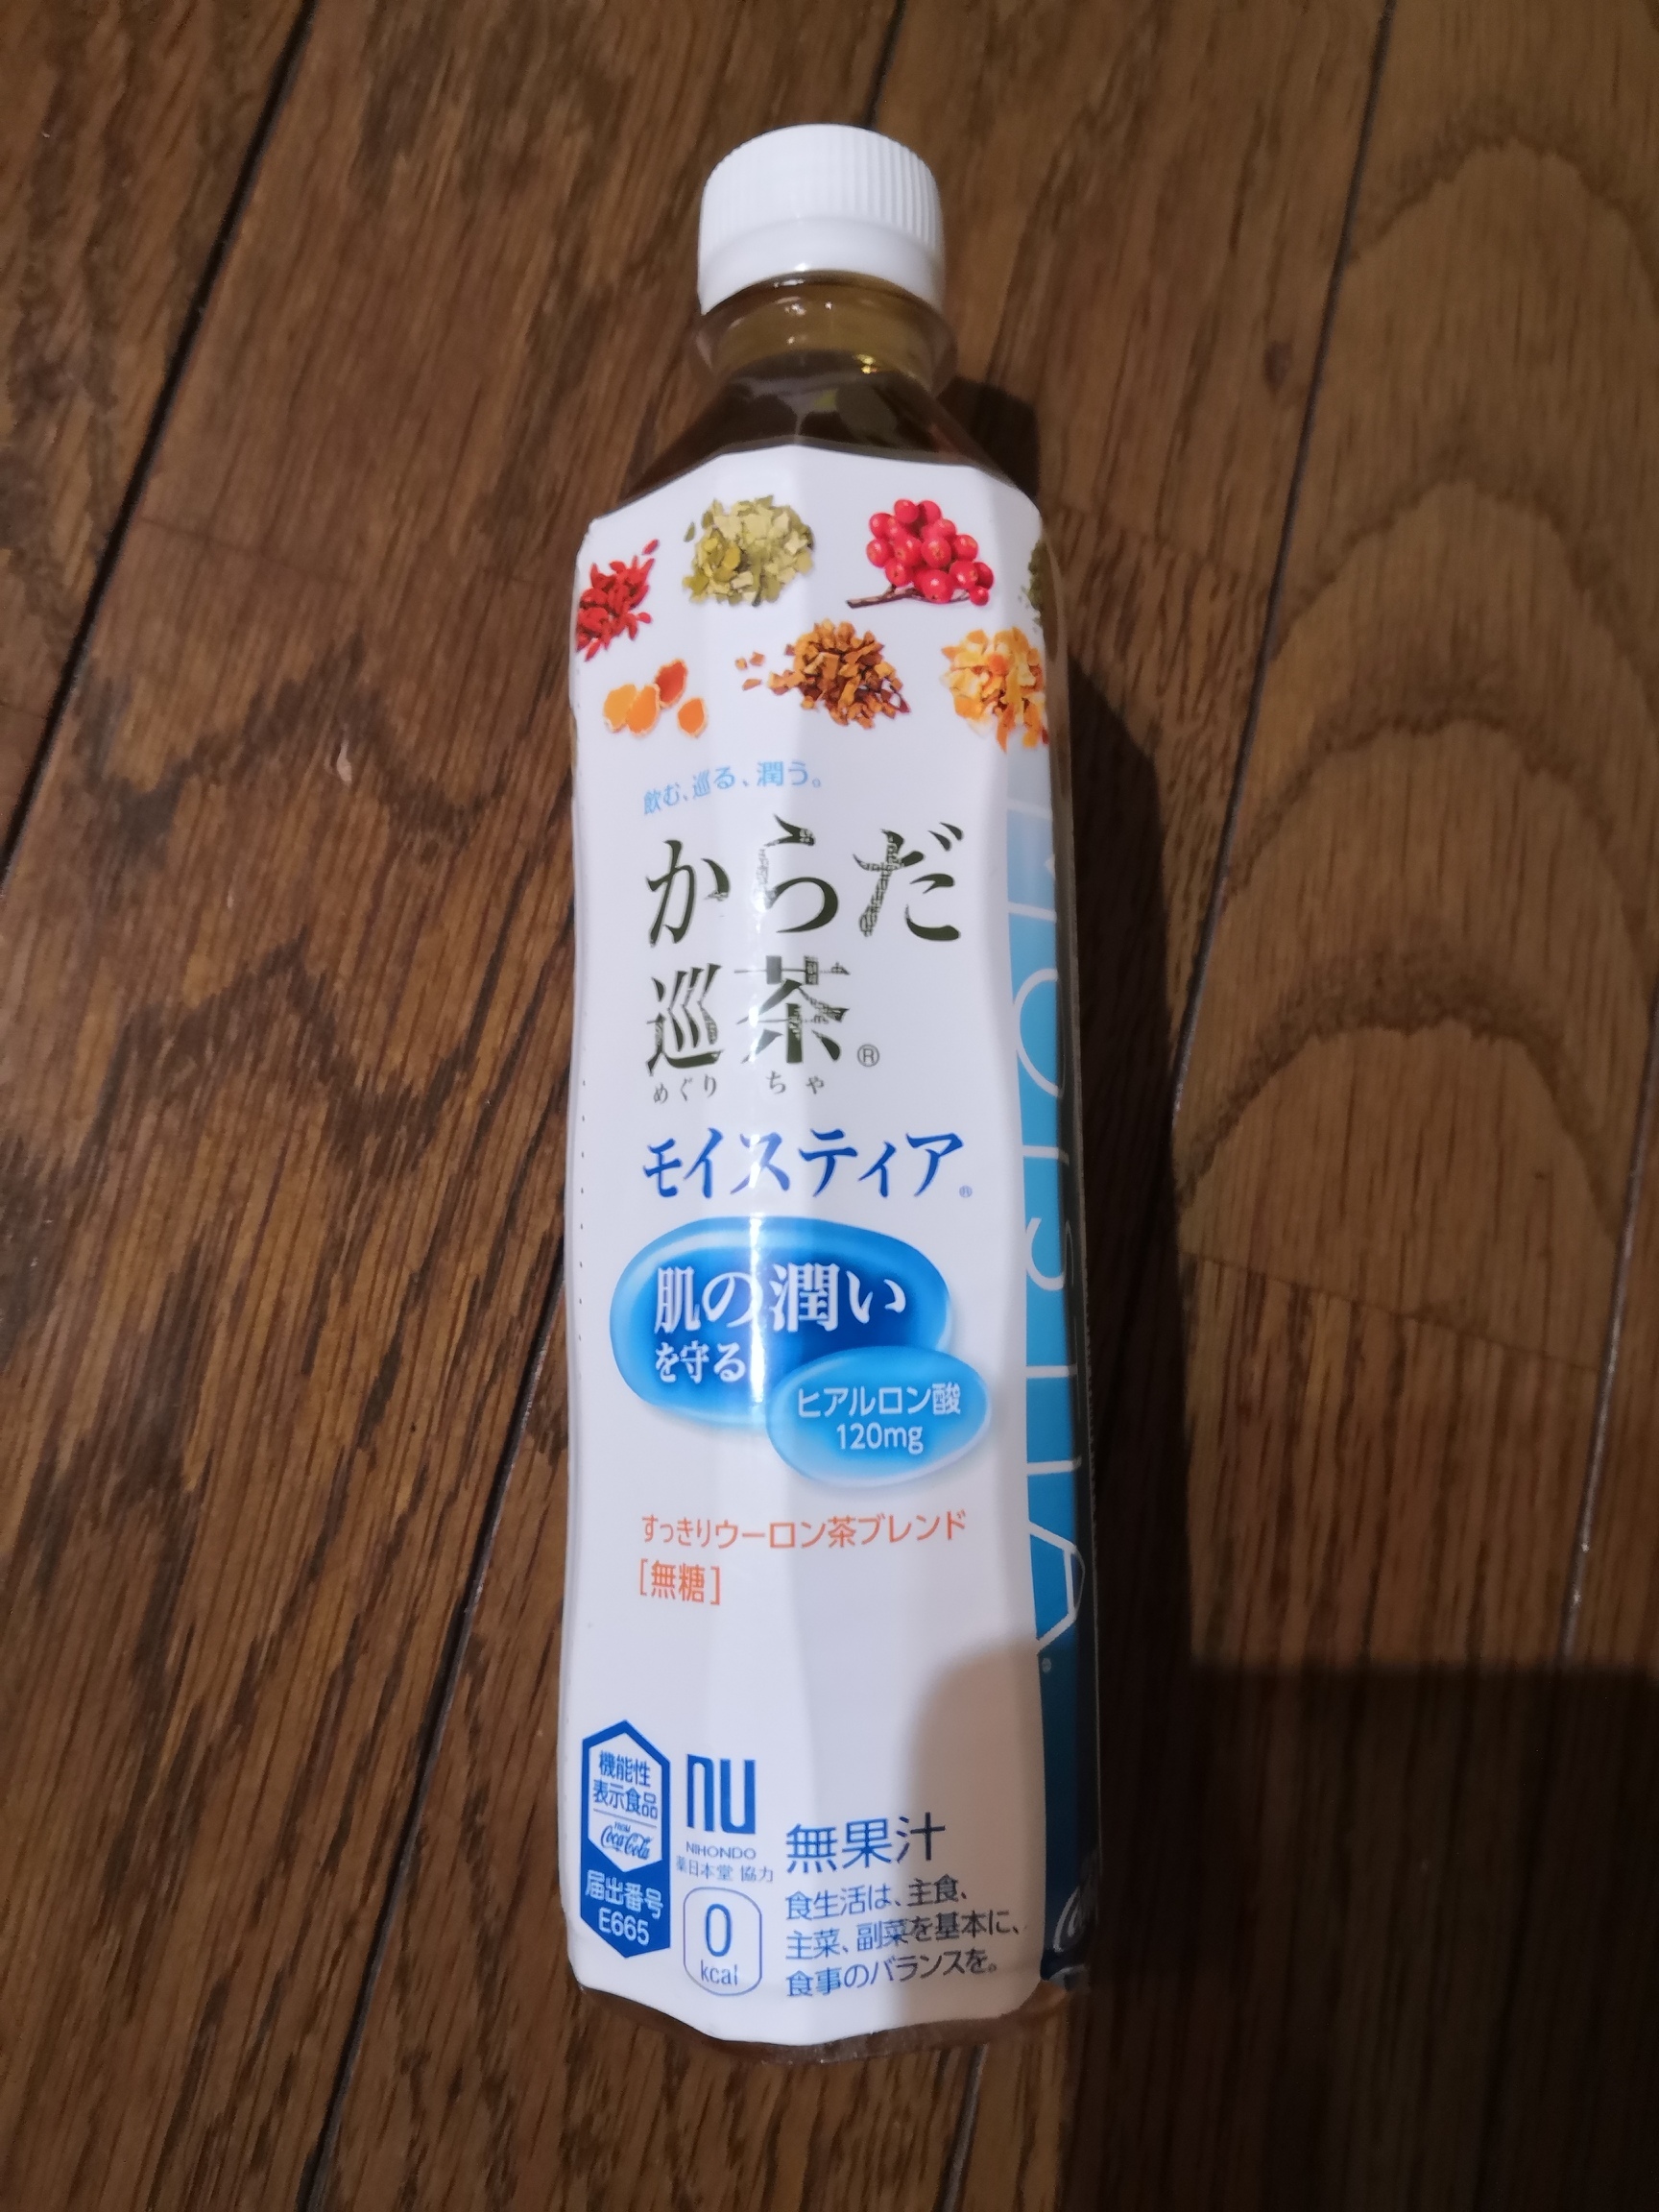 飲む、巡る、潤う。
からだ
巡茶®
めぐり ちゃ
モイスティア®
肌の潤い
を守る
ヒアルロン酸
120mg
すっきりウーロン茶ブレンド
[無糖]
MOISTIA®
機能性
表示食品
FROM
Coca-Cola
届出番号
E665
nu
NIHONDO
薬日本堂 協力
0
kcal
無果汁
食生活は、主食、
主菜、副菜を基本に、
食事のバランスを。